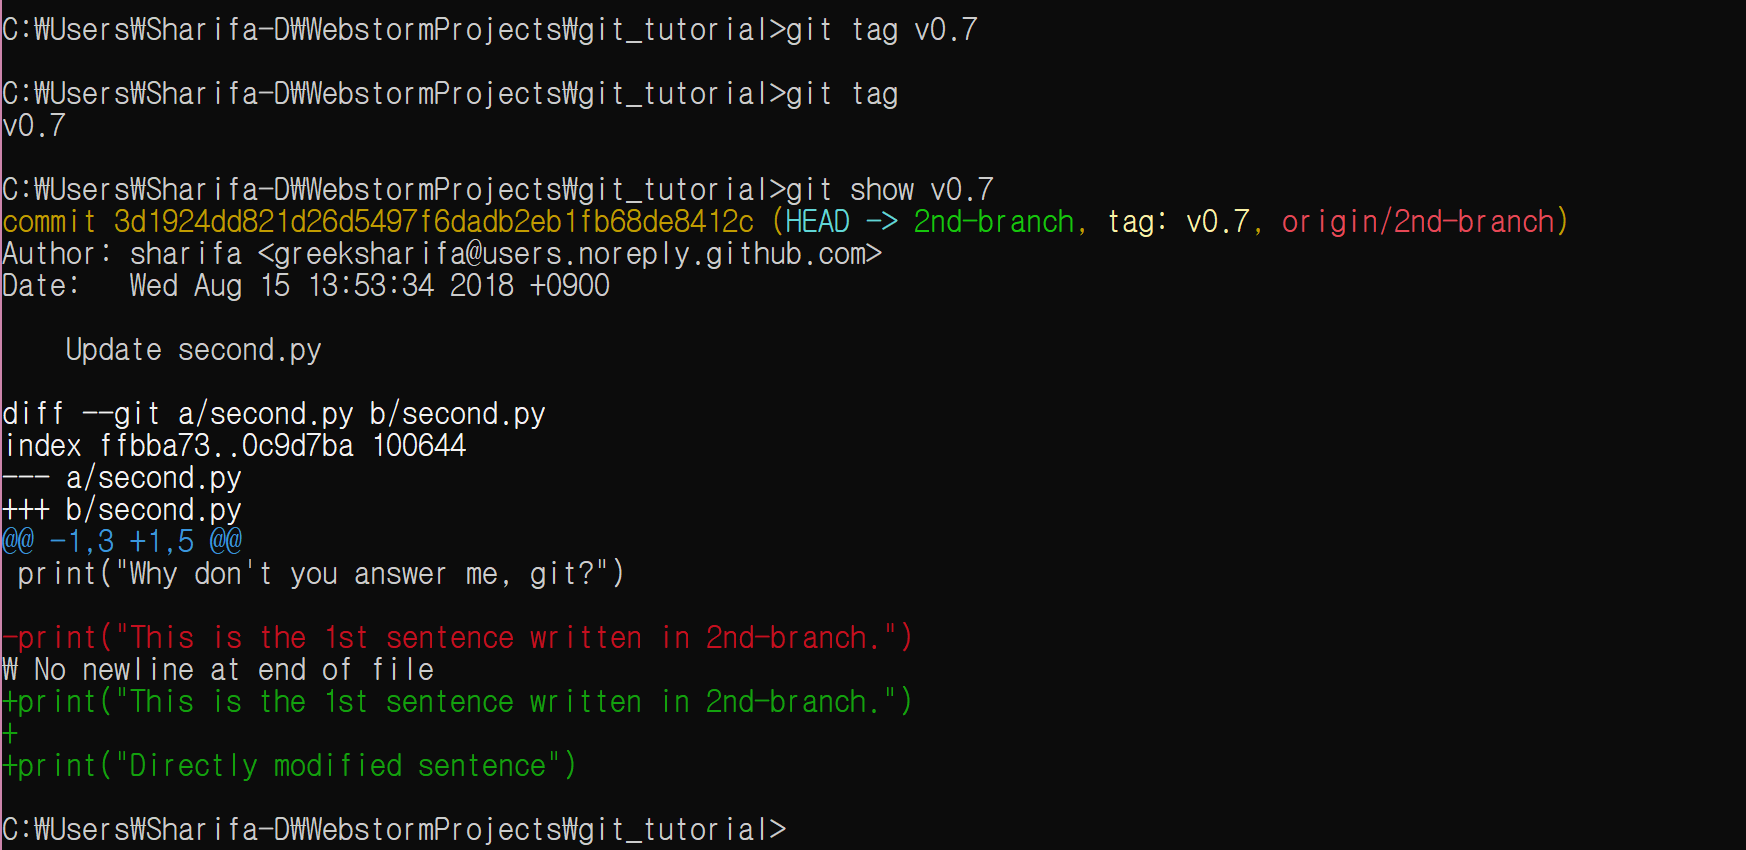 C:₩Users₩Sharifa-D₩WebstormProjects₩git_tutorial>git tag v0.7
C:₩Users₩Sharifa-D₩WebstormProjects₩git_tutorial>git tag
v0.7
C:₩Users₩Sharifa-D₩WebstormProjects₩git_tutorial>git show v0.7
commit 3d1924dd821d26d5497f6dadb2eb1fb68de8412c (HEAD -> 2nd-branch, tag: v0.7, origin/2nd-branch)
Author: sharifa <greeksharifa@users.noreply.github.com>
Date:   Wed Aug 15 13:53:34 2018 +0900
    Update second.py
diff --git a/second.py b/second.py
index ffbba73..0c9d7ba 100644
--- a/second.py
+++ b/second.py
@@ -1,3 +1,5 @@
 print("Why don't you answer me, git?")
-print("This is the 1st sentence written in 2nd-branch.")
₩ No newline at end of file
+print("This is the 1st sentence written in 2nd-branch.")
+
+print("Directly modified sentence")
C:₩Users₩Sharifa-D₩WebstormProjects₩git_tutorial>